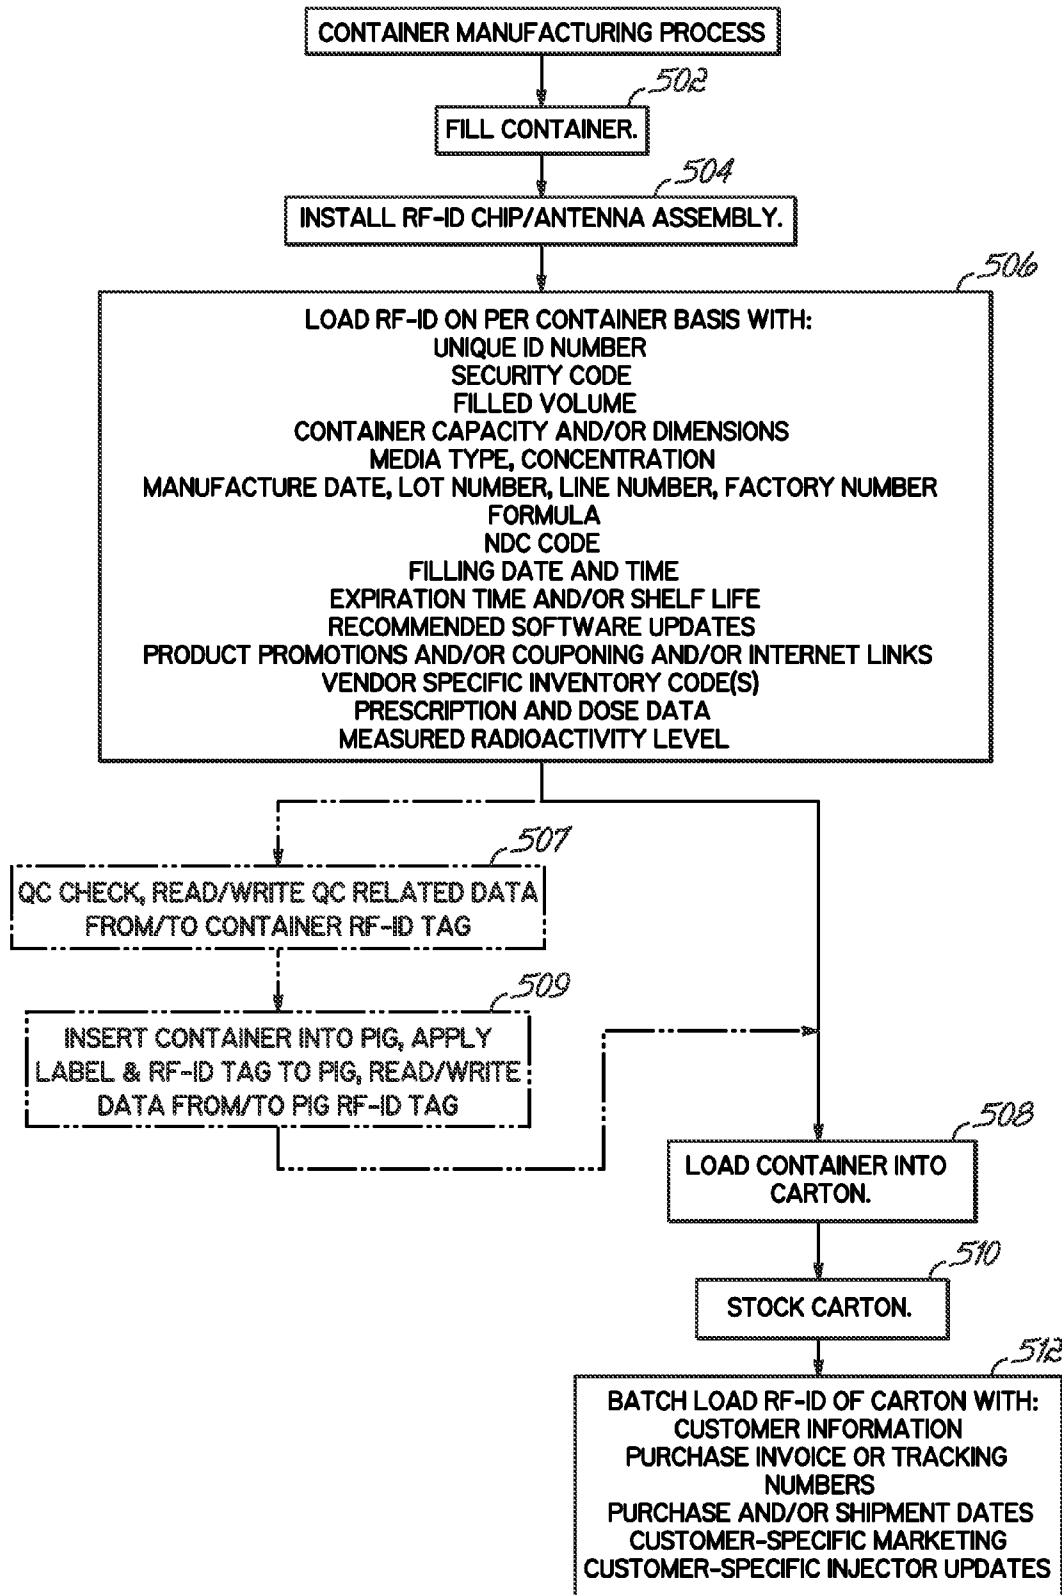 CONTAINER MANUFACTURING PROCESS
502
FILL CONTAINER.
504
INSTALL RF-ID CHIP/ANTENNA ASSEMBLY.
506
LOAD RF-ID ON PER CONTAINER BASIS WITH:
UNIQUE ID NUMBER
SECURITY CODE
FILLED VOLUME
CONTAINER CAPACITY AND/OR DIMENSIONS
MEDIA TYPE, CONCENTRATION
MANUFACTURE DATE, LOT NUMBER, LINE NUMBER, FACTORY NUMBER
FORMULA
NDC CODE
FILLING DATE AND TIME
EXPIRATION TIME AND/OR SHELF LIFE
RECOMMENDED SOFTWARE UPDATES
PRODUCT PROMOTIONS AND/OR COUPONING AND/OR INTERNET LINKS
VENDOR SPECIFIC INVENTORY CODE(S)
PRESCRIPTION AND DOSE DATA
MEASURED RADIOACTIVITY LEVEL
507
QC CHECK, READ/WRITE QC RELATED DATA
FROM/TO CONTAINER RF-ID TAG
509
INSERT CONTAINER INTO PIG, APPLY
LABEL & RF-ID TAG TO PIG, READ/WRITE
DATA FROM/TO PIG RF-ID TAG
508
LOAD CONTAINER INTO
CARTON.
510
STOCK CARTON.
512
BATCH LOAD RF-ID OF CARTON WITH:
CUSTOMER INFORMATION
PURCHASE INVOICE OR TRACKING
NUMBERS
PURCHASE AND/OR SHIPMENT DATES
CUSTOMER-SPECIFIC MARKETING
CUSTOMER-SPECIFIC INJECTOR UPDATES